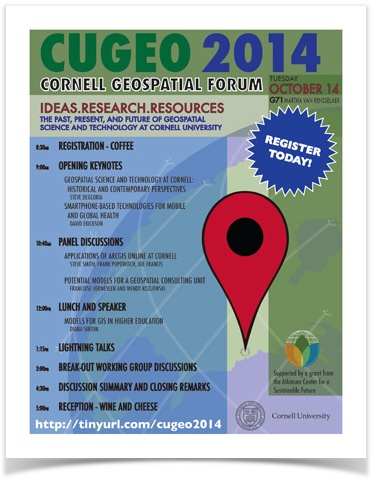 CUGEO 2014
CORNELL GEOSPATIAL FORUM
TUESDAY
OCTOBER 14
G71 MARTHA VAN RENSSELAER
IDEAS.RESEARCH.RESOURCES
THE PAST, PRESENT, AND FUTURE OF GEOSPATIAL
SCIENCE AND TECHNOLOGY AT CORNELL UNIVERSITY
REGISTER
TODAY!
8:30AM REGISTRATION - COFFEE
9:00AM OPENING KEYNOTES
GEOSPATIAL SCIENCE AND TECHNOLOGY AT CORNELL:
HISTORICAL AND CONTEMPORARY PERSPECTIVES
STEVE DEGLORIA
SMARTPHONE-BASED TECHNOLOGIES FOR MOBILE
AND GLOBAL HEALTH
DAVID ERICKSON
10:40AM PANEL DISCUSSIONS
APPLICATIONS OF ARCGIS ONLINE AT CORNELL
STEVE SMITH, FRANK POPOWITCH, JOE FRANCIS
POTENTIAL MODELS FOR A GEOSPATIAL CONSULTING UNIT
FRANCOISE VERMEYLEN AND WENDY KOZLOWSKI
12:00PM LUNCH AND SPEAKER
MODELS FOR GIS IN HIGHER EDUCATION
DIANA SINTON
1:15PM LIGHTNING TALKS
3:00PM BREAK-OUT WORKING GROUP DISCUSSIONS
4:30PM DISCUSSION SUMMARY AND CLOSING REMARKS
5:00PM RECEPTION - WINE AND CHEESE
http://tinyurl.com/cugeo2014
Supported by a grant from
the Atkinson Center for a
Sustainable Future
Cornell University